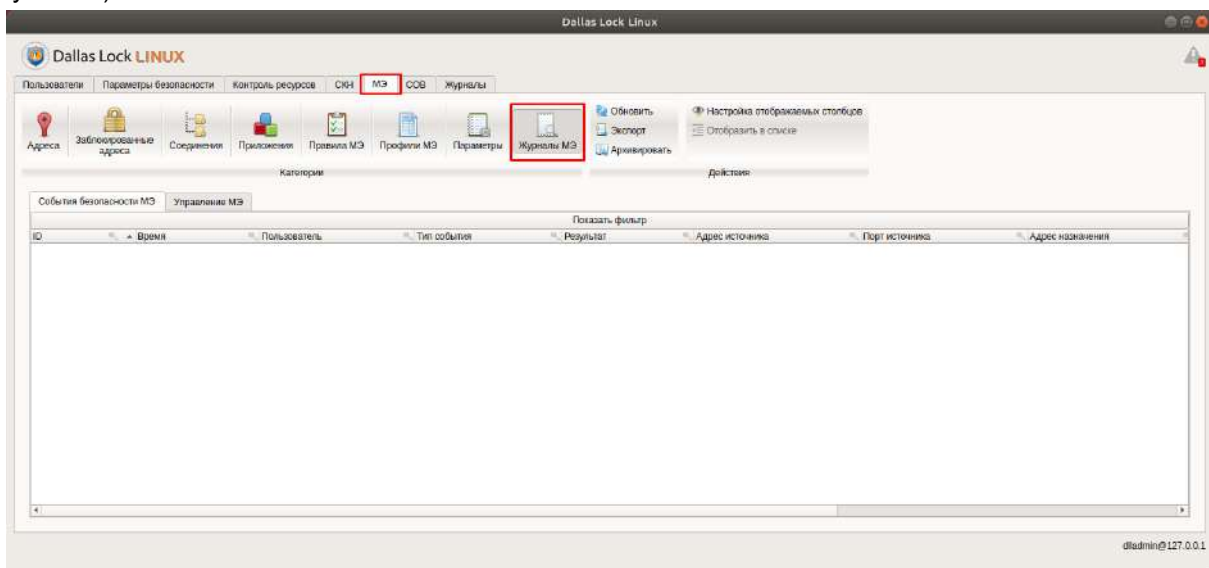 Dallas Lock Linux
Dallas Lock LINUX
Пользователи Параметры безопасности Контроль ресурсов СКН МЭ СОВ Журналы
Адреса Заблокированные адреса Соединения Приложения Правила МЭ Профили МЭ Параметры Журналы МЭ
Обновить Настройка отображаемых столбцов
Экспорт Отобразить в списке
Архивировать
Категории Действия
События безопасности МЭ Управление МЭ
Показать фильтр
ID Время Пользователь Тип события Результат Адрес источника Порт источника Адрес назначения
dladmin@127.0.0.1